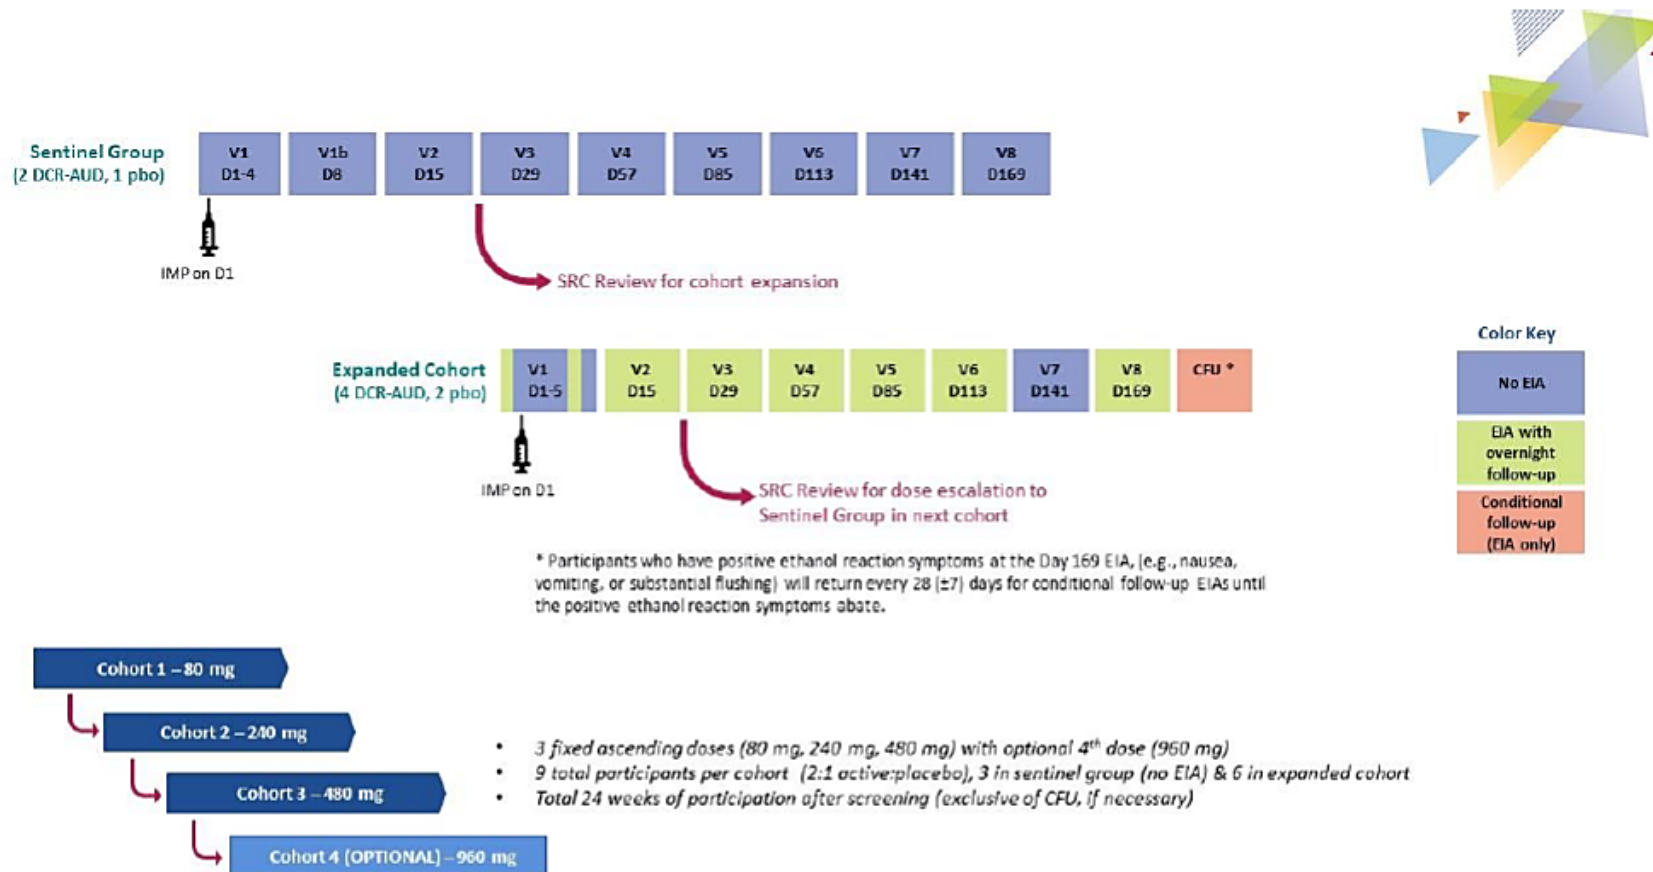 Sentinel Group
(2 DCR-AUD, 1 pbo)
V1
D1-4
V1b
D8
V2
D15
V3
D29
V4
D57
V5
D85
V6
D113
V7
D141
V8
D169
IMP on D1
SRC Review for cohort expansion
Expanded Cohort
(4 DCR-AUD, 2 pbo)
V1
D1-5
V2
D15
V3
D29
V4
D57
V5
D85
V6
D113
V7
D141
V8
D169
CFU *
IMP on D1
SRC Review for dose escalation to
Sentinel Group in next cohort
Color Key
No EIA
EIA with
overnight
follow-up
Conditional
follow-up
(EIA only)
* Participants who have positive ethanol reaction symptoms at the Day 169 EIA, (e.g., nausea,
vomiting, or substantial flushing) will return every 28 (±7) days for conditional follow-up EIAs until
the positive ethanol reaction symptoms abate.
Cohort 1 – 80 mg
Cohort 2 – 240 mg
Cohort 3 – 480 mg
Cohort 4 (OPTIONAL) – 960 mg
• 3 fixed ascending doses (80 mg, 240 mg, 480 mg) with optional 4th dose (960 mg)
• 9 total participants per cohort (2:1 active:placebo), 3 in sentinel group (no EIA) & 6 in expanded cohort
• Total 24 weeks of participation after screening (exclusive of CFU, if necessary)